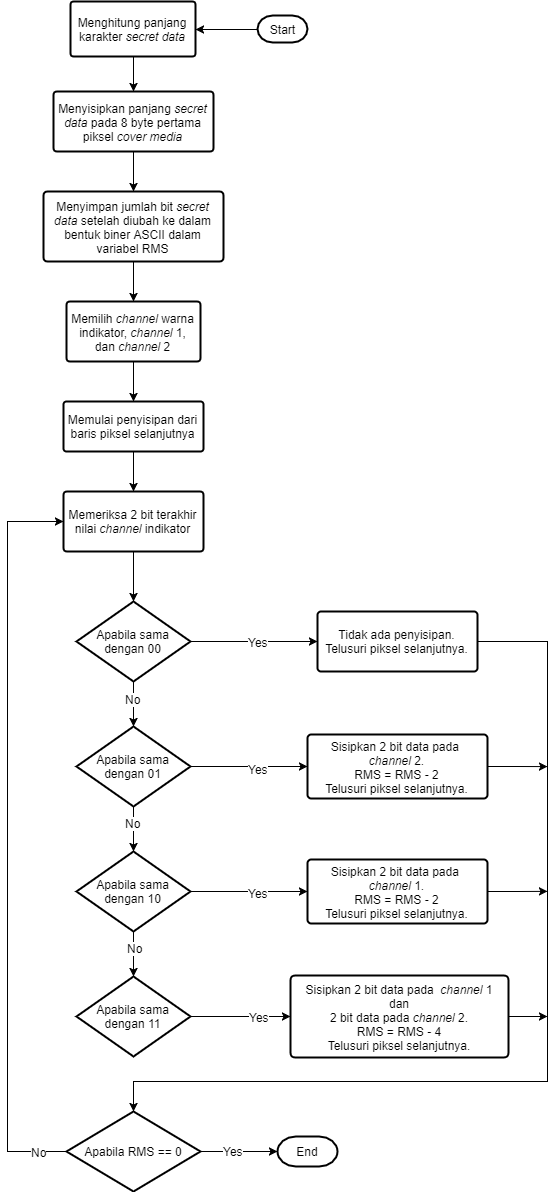 Menghitung panjang
karakter secret data
Start
Menyisipkan panjang secret
data pada 8 byte pertama
piksel cover media
Menyimpan jumlah bit secret
data setelah diubah ke dalam
bentuk biner ASCII dalam
variabel RMS
Memilih channel warna
indikator, channel 1,
dan channel 2
Memulai penyisipan dari
baris piksel selanjutnya
Memeriksa 2 bit terakhir
nilai channel indikator
Apabila sama
dengan 00
Yes
Tidak ada penyisipan.
Telusuri piksel selanjutnya.
No
Apabila sama
dengan 01
Yes
Sisipkan 2 bit data pada
channel 2.
RMS = RMS - 2
Telusuri piksel selanjutnya.
No
Apabila sama
dengan 10
Yes
Sisipkan 2 bit data pada
channel 1.
RMS = RMS - 2
Telusuri piksel selanjutnya.
No
Apabila sama
dengan 11
Yes
Sisipkan 2 bit data pada channel 1
dan
2 bit data pada channel 2.
RMS = RMS - 4
Telusuri piksel selanjutnya.
No
Apabila RMS == 0
Yes
End